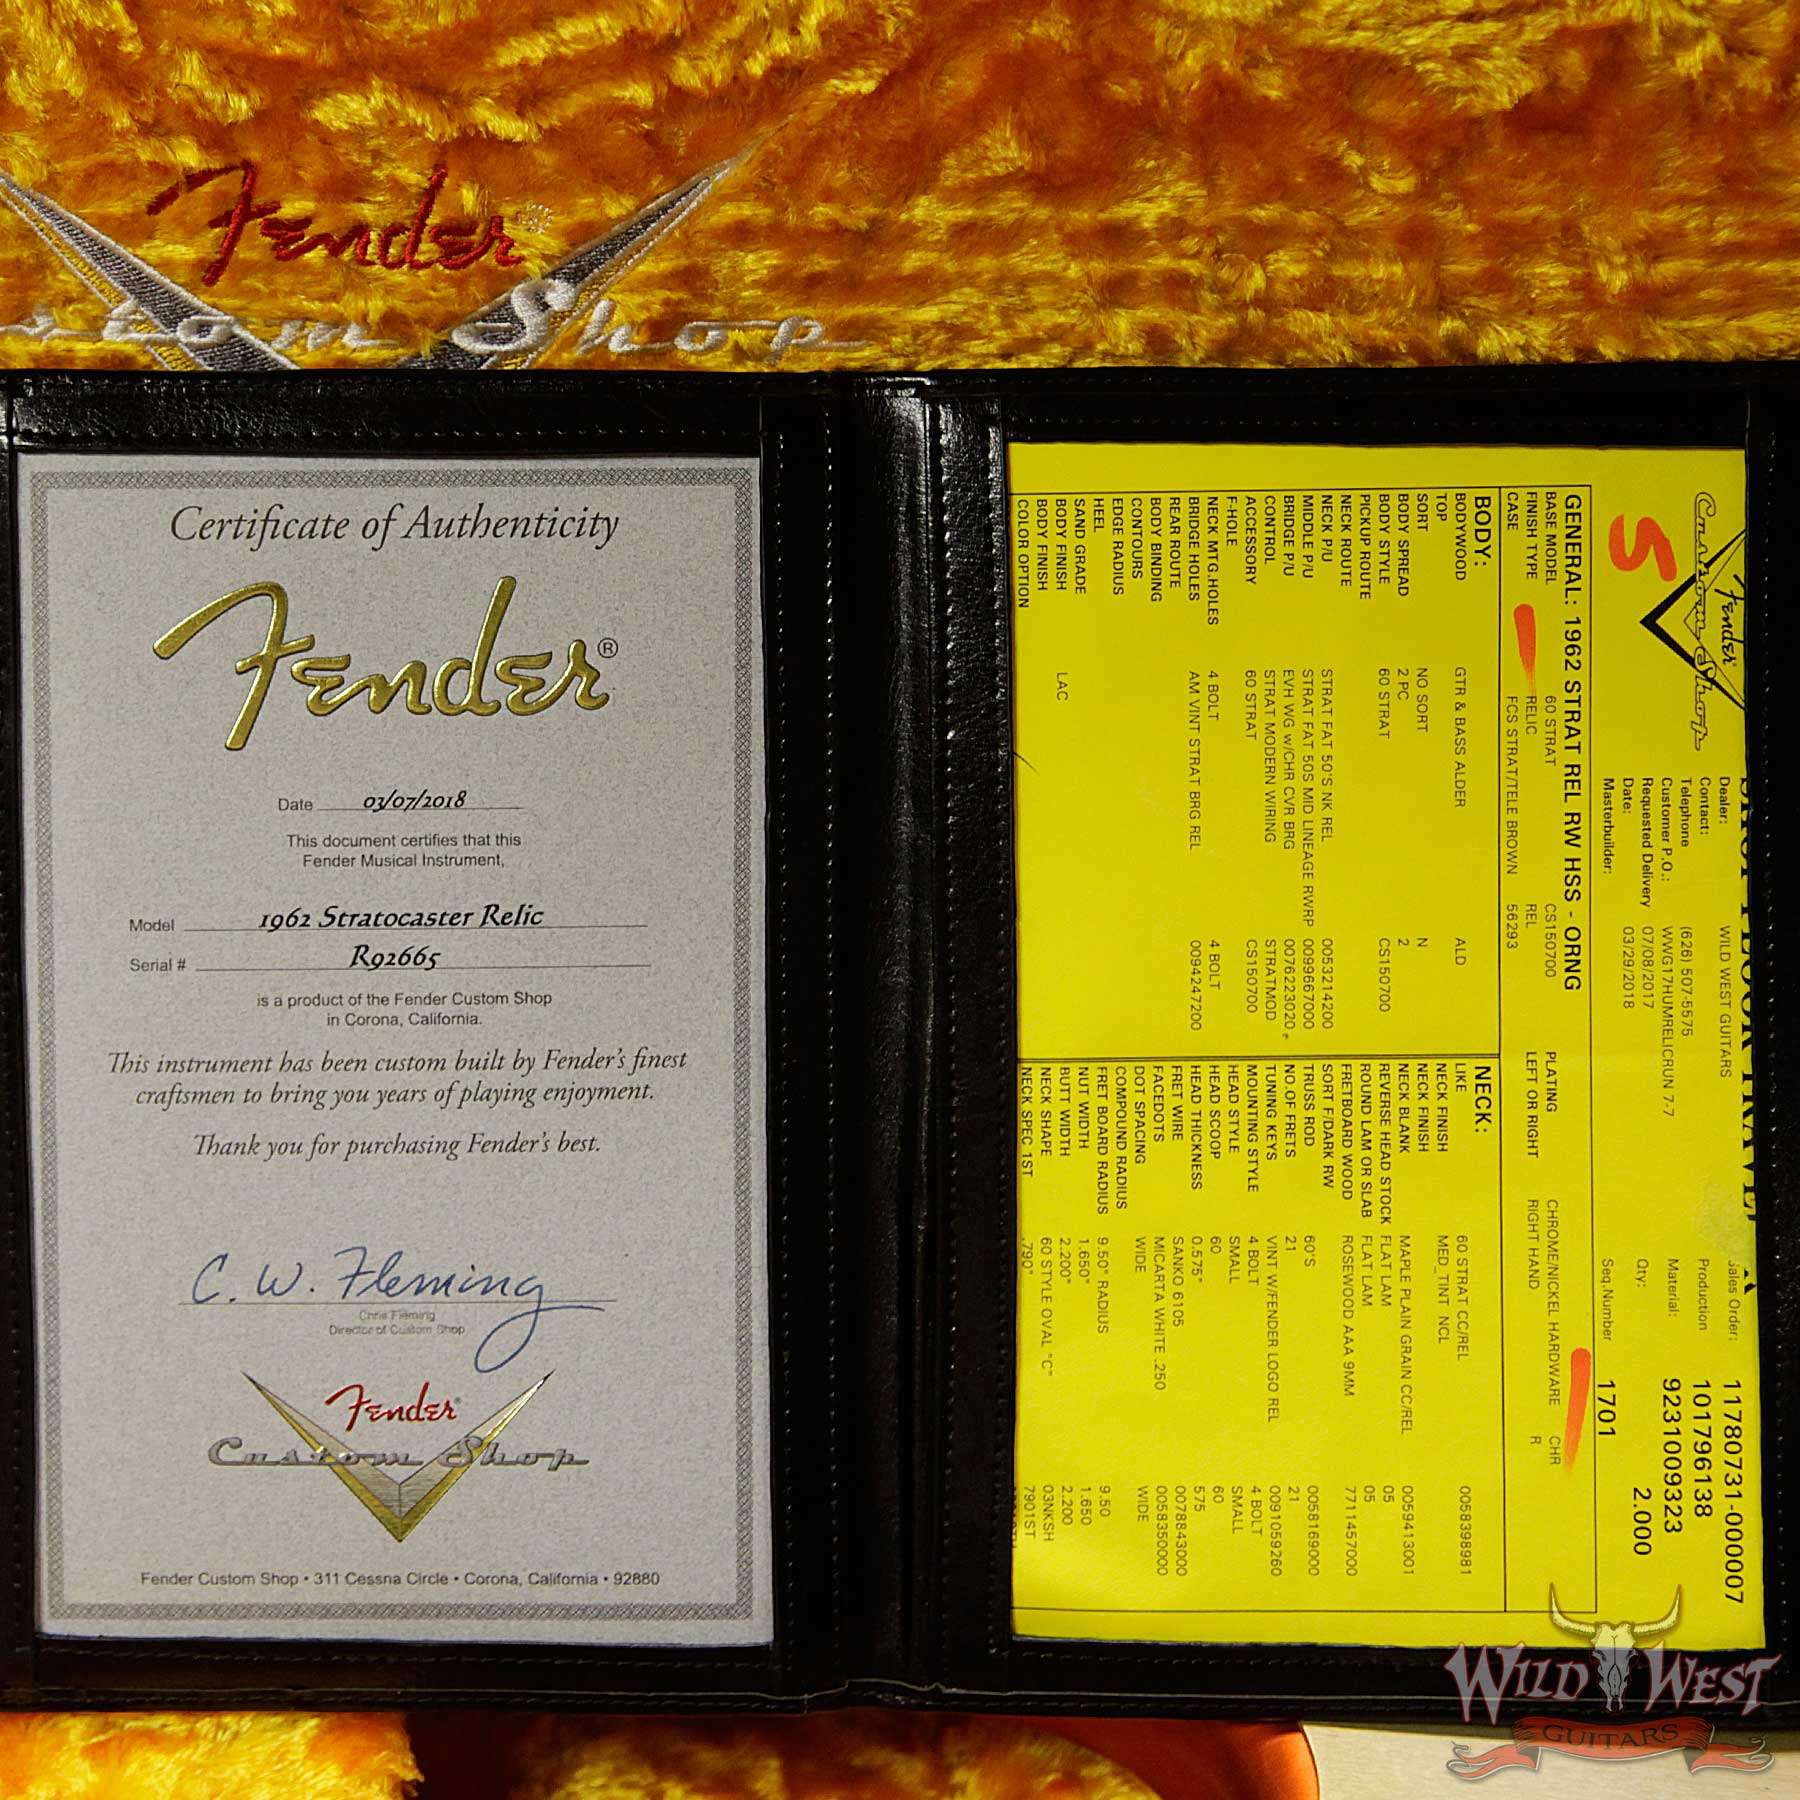 Fender
Custom Shop
Certificate of Authenticity
Fender®
Date 03/07/2018
This document certifies that this
Fender Musical Instrument,
Model 1962 Stratocaster Relic
Serial # R92665
is a product of the Fender Custom Shop
in Corona, California.
This instrument has been custom built by Fender's finest
craftsmen to bring you years of playing enjoyment.
Thank you for purchasing Fender's best.
C. W. Fleming
Chris Fleming
Director of Custom Shop
Fender
Custom Shop
Fender Custom Shop • 311 Cessna Circle • Corona, California • 92880
Fender
Custom Shop
S
Sales Order: 11780731-000007
Dealer: WILD WEST GUITARS Production 10179613​8
Contact: Material: 9231009323
Telephone (626) 507-5575
Customer P.O.: WWG17HUMRELICRUN 7-7 Qty: 2.000
Requested Delivery 07/08/2017
Date: 03/29/2018
Masterbuilder: Seq.Number 1701
GENERAL: 1962 STRAT REL RW HSS - ORNG
BASE MODEL 60 STRAT CS150700 PLATING CHROME/NICKEL HARDWARE CHR
FINISH TYPE RELIC REL LEFT OR RIGHT RIGHT HAND R
CASE FCS STRAT/TELE BROWN 56293
BODY:
BODYWOOD GTR & BASS ALDER ALD
TOP
SORT NO SORT N
BODY SPREAD 2 PC 2
BODY STYLE 60 STRAT CS150700
PICKUP ROUTE
NECK ROUTE
NECK P/U STRAT FAT 50'S NK REL 0053214200
MIDDLE P/U STRAT FAT 50S MID LINEAGE RWRP 0099667000
BRIDGE P/U EVH WG w/CHR CVR BRG 0076223020
CONTROL STRAT MODERN WIRING STRATMOD
ACCESSORY 60 STRAT CS150700
F-HOLE
NECK MTG.HOLES 4 BOLT 4 BOLT
BRIDGE HOLES AM VINT STRAT BRG REL 0094247200
REAR ROUTE
BODY BINDING
CONTOURS
EDGE RADIUS
HEEL
SAND GRADE
BODY FINISH LAC
BODY FINISH
COLOR OPTION
NECK:
LIKE 60 STRAT CC/REL 0058398981
NECK FINISH MED_TINT NCL
NECK FINISH
NECK BLANK MAPLE PLAIN GRAIN CC/REL 0059413001
REVERSE HEAD STOCK FLAT LAM 05
ROUND LAM OR SLAB FLAT LAM 05
FRETBOARD WOOD ROSEWOOD AAA 9MM 7711457000
SORT F/DARK RW
TRUSS ROD 60'S 0058169000
NO.OF FRETS 21 21
TUNING KEYS VINT W/FENDER LOGO REL 0091059260
MOUNTING STYLE 4 BOLT 4 BOLT
HEAD STYLE SMALL SMALL
HEAD SCOOP 60 60
HEAD THICKNESS 0.575" 575
FRET WIRE SANKO 6105 0078843000
FACEDOTS MICARTA WHITE .250 0058350000
DOT SPACING WIDE WIDE
COMPOUND RADIUS
FRET BOARD RADIUS 9.50" RADIUS 9.50
NUT WIDTH 1.650" 1.650
BUTT WIDTH 2.200" 2.200
NECK SHAPE 60 STYLE OVAL "C" 03NKSH
NECK SPEC 1ST .790" 7901ST
WILD WEST
GUITARS